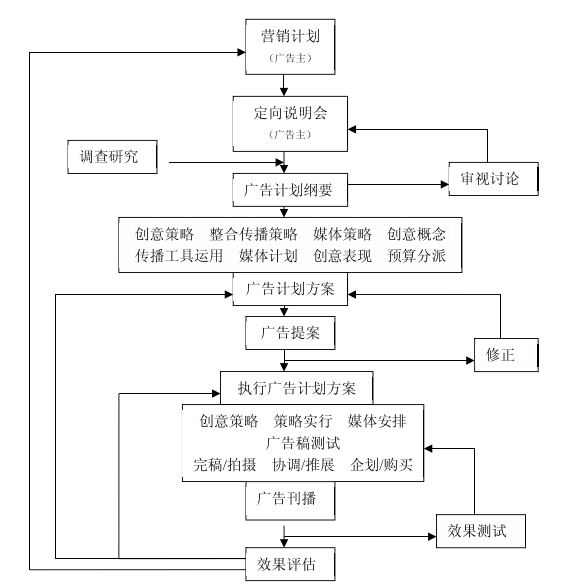 营销计划
（广告主）
定向说明会
（广告主）
调查研究
审视讨论
广告计划纲要
创意策略 整合传播策略 媒体策略 创意概念
传播工具运用 媒体计划 创意表现 预算分派
广告计划方案
广告提案
修正
执行广告计划方案
创意策略 策略实行 媒体安排
广告稿测试
完稿/拍摄 协调/推展 企划/购买
广告刊播
效果测试
效果评估